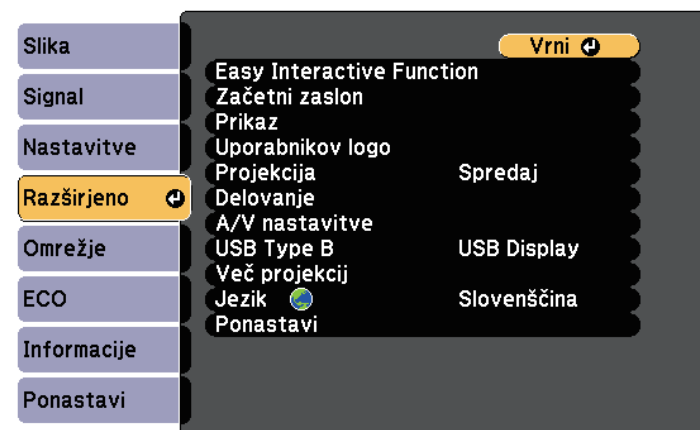 Slika
Signal
Nastavitve
Razširjeno
Omrežje
ECO
Informacije
Ponastavi
Vrni
Easy Interactive Function
Začetni zaslon
Prikaz
Uporabnikov logo
Projekcija Spredaj
Delovanje
A/V nastavitve
USB Type B USB Display
Več projekcij
Jezik Slovenščina
Ponastavi